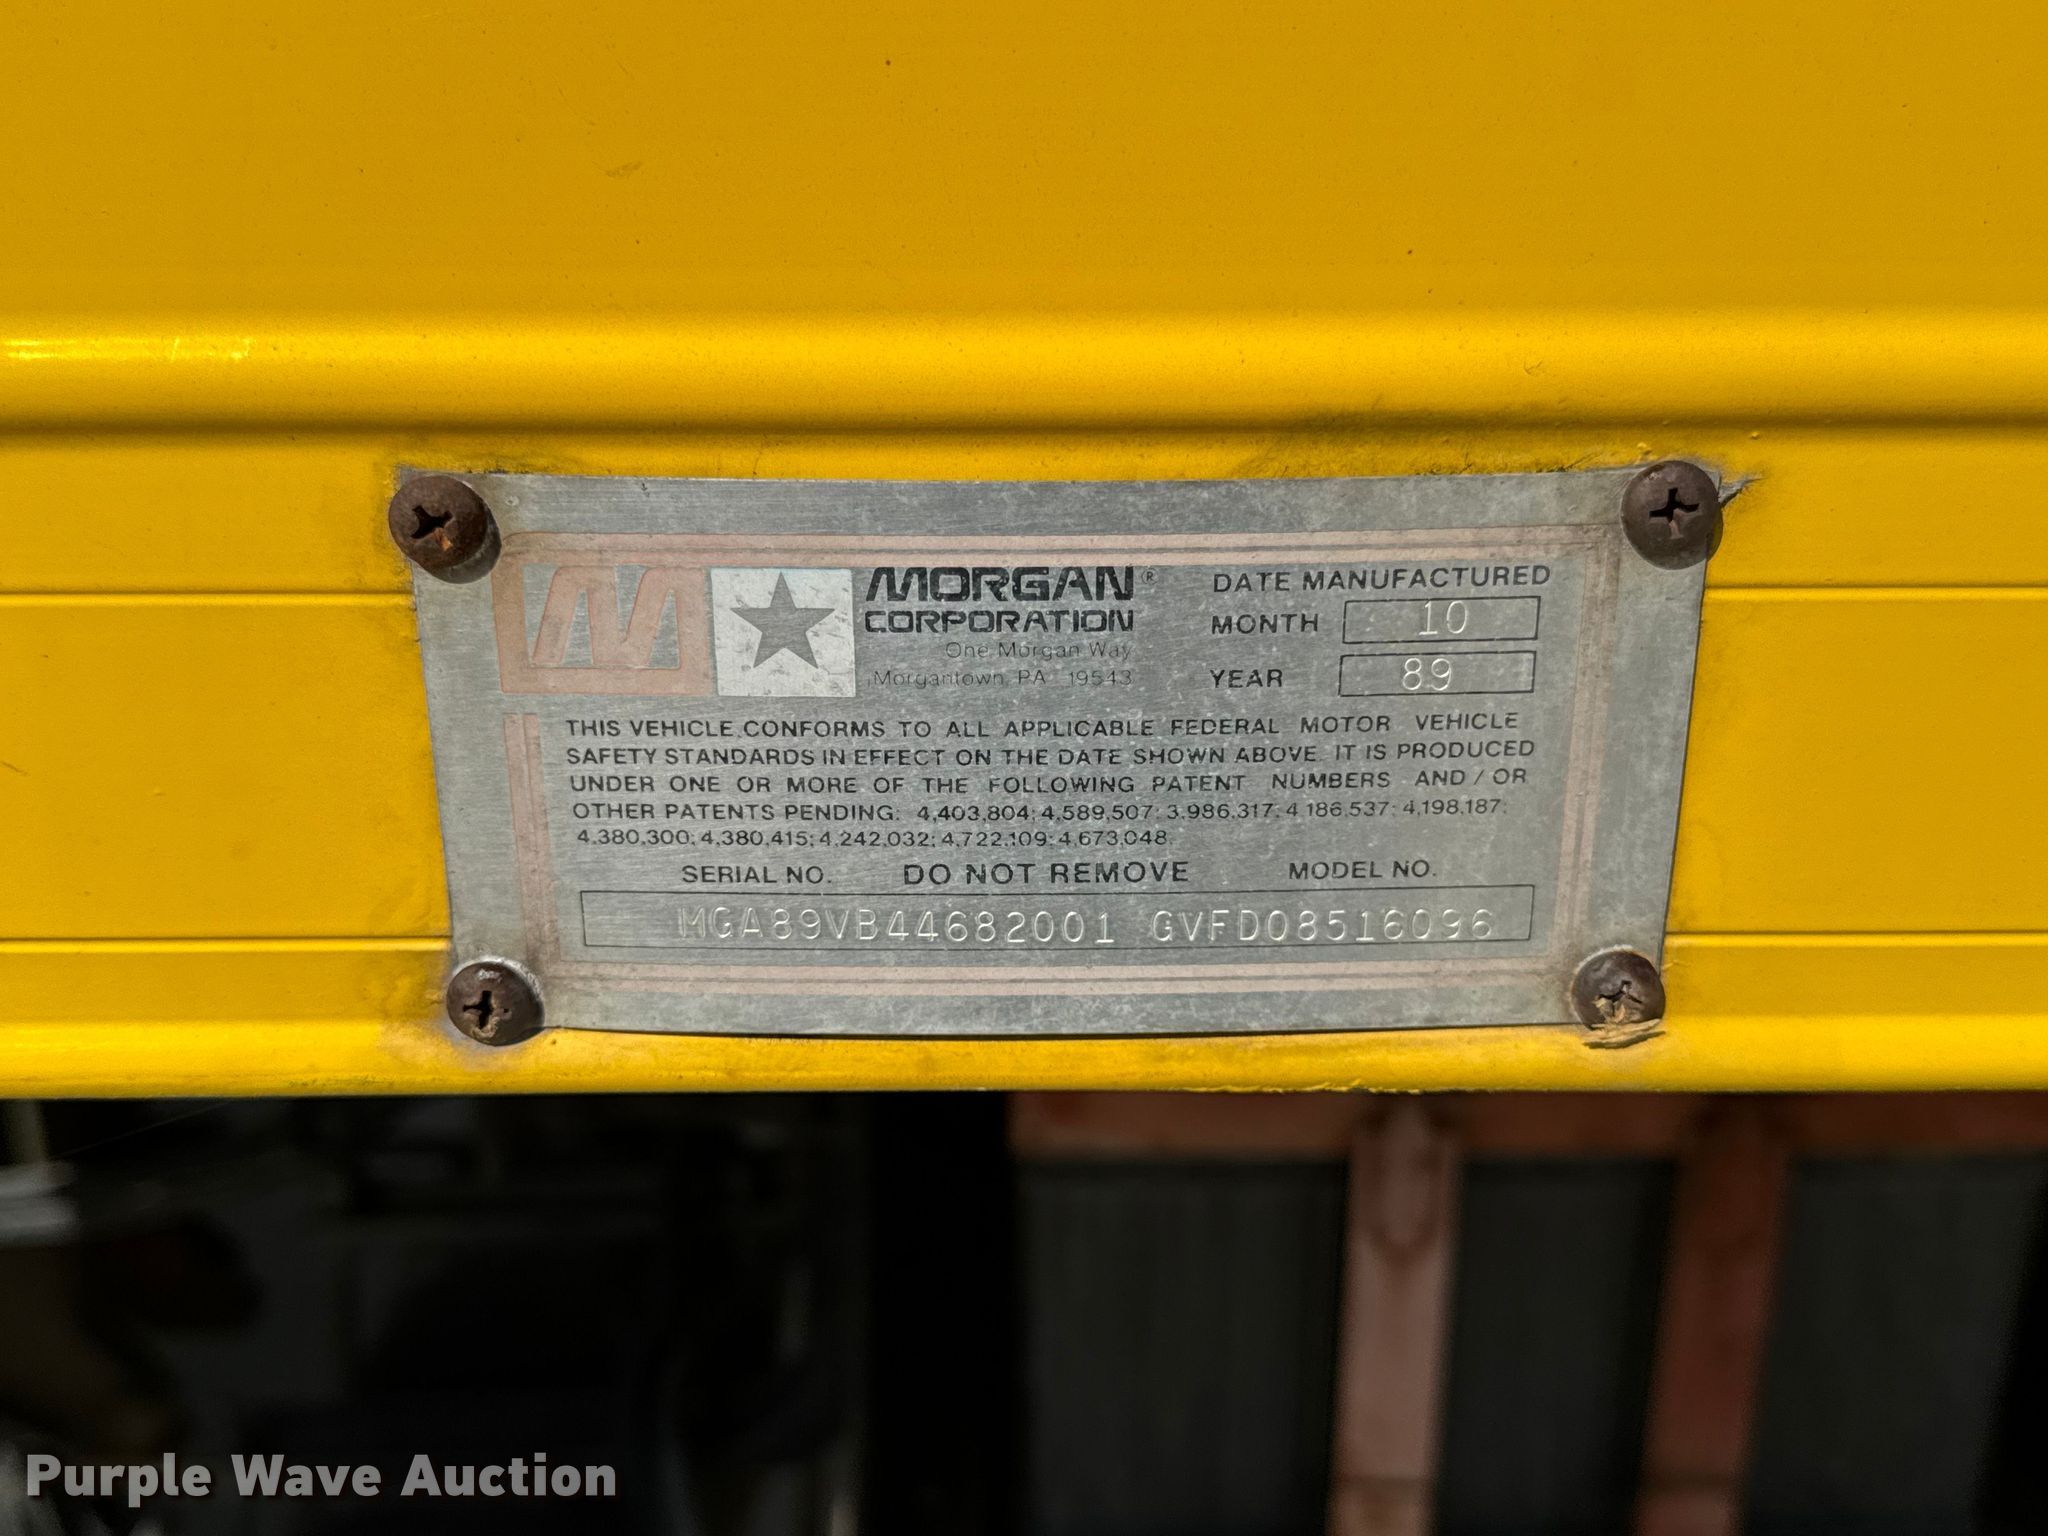 MORGAN®
CORPORATION
One Morgan Way
Morgantown, PA 19543
DATE MANUFACTURED
MONTH 10
YEAR 89
THIS VEHICLE CONFORMS TO ALL APPLICABLE FEDERAL MOTOR VEHICLE
SAFETY STANDARDS IN EFFECT ON THE DATE SHOWN ABOVE. IT IS PRODUCED
UNDER ONE OR MORE OF THE FOLLOWING PATENT NUMBERS AND/OR
OTHER PATENTS PENDING: 4,403,804; 4,589,507; 3,986,317; 4,186,537; 4,198,187;
4,380,300; 4,380,415; 4,242,032; 4,722,109; 4,673,048.
SERIAL NO. DO NOT REMOVE MODEL NO.
MGA89VB44682001 GVFD08516096
Purple Wave Auction